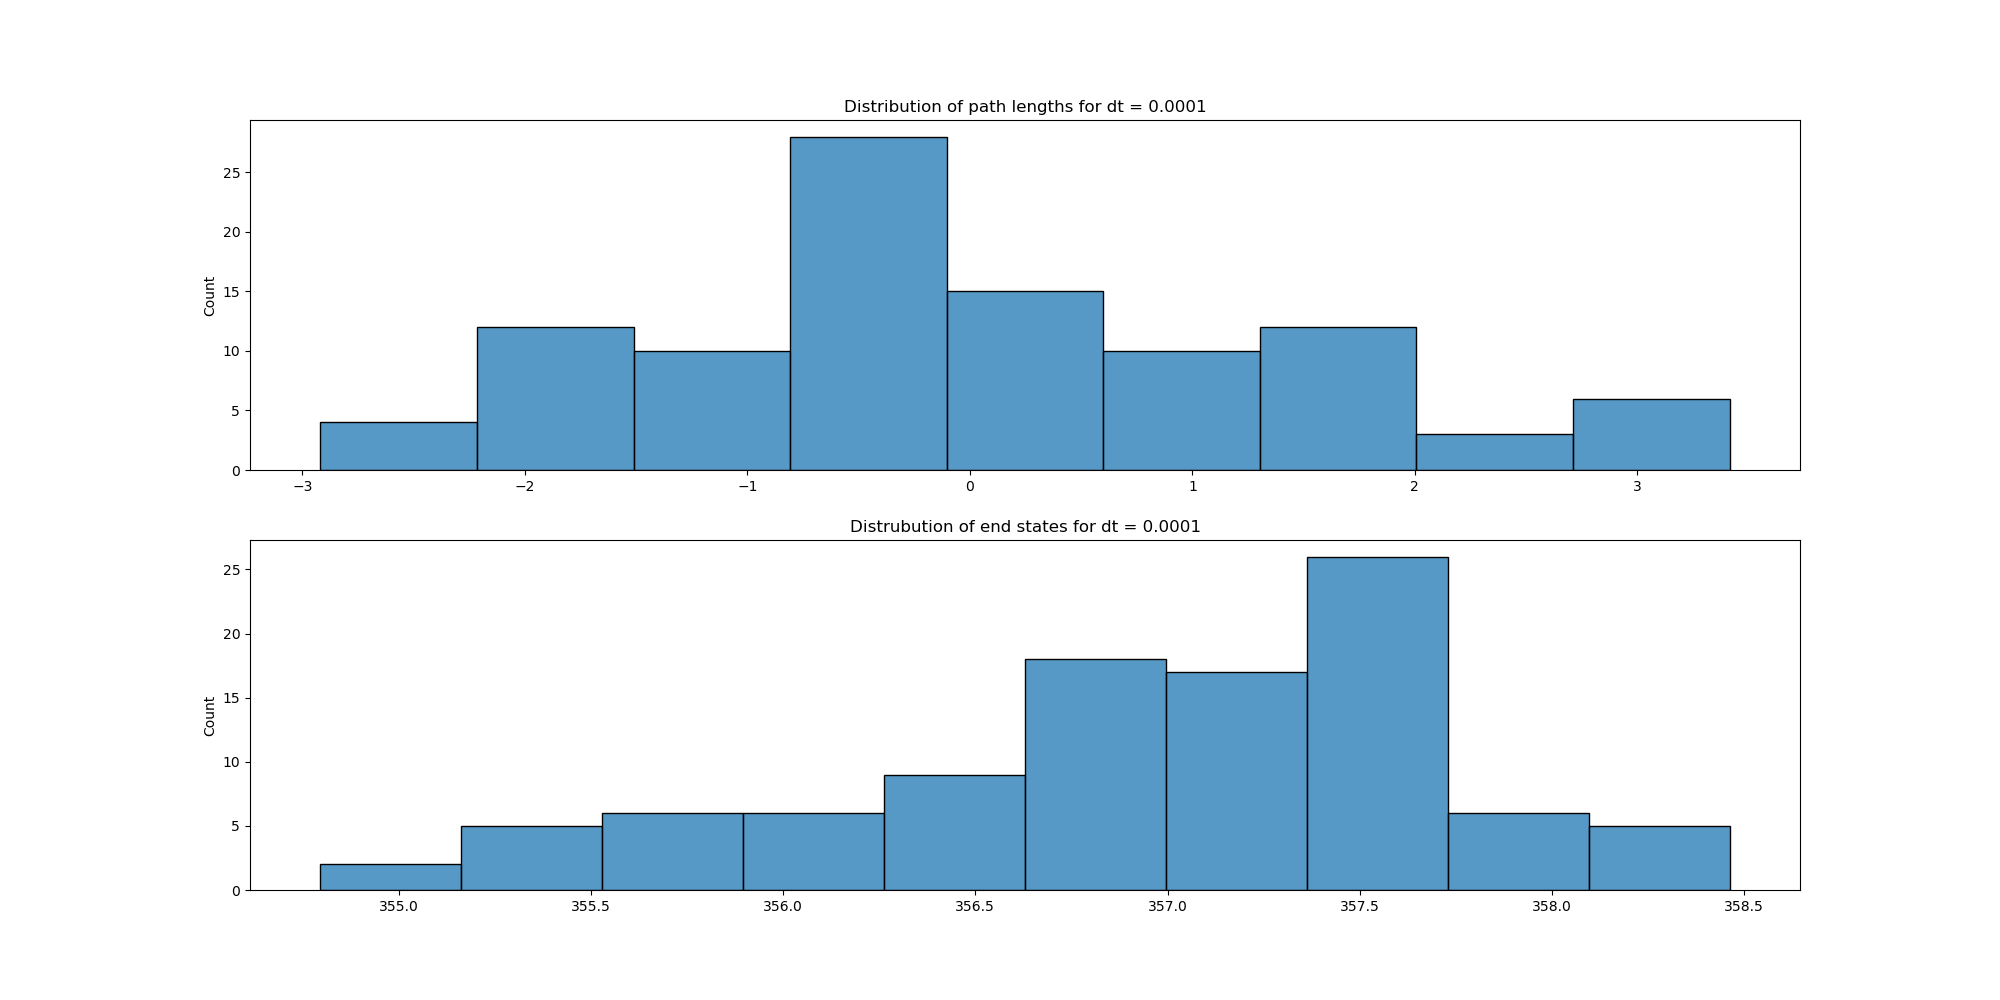 Distribution of path lengths for dt = 0.0001
25
20
15
10
5
0
Count
−3 −2 −1 0 1 2 3
Distrubution of end states for dt = 0.0001
25
20
15
10
5
0
Count
355.0 355.5 356.0 356.5 357.0 357.5 358.0 358.5